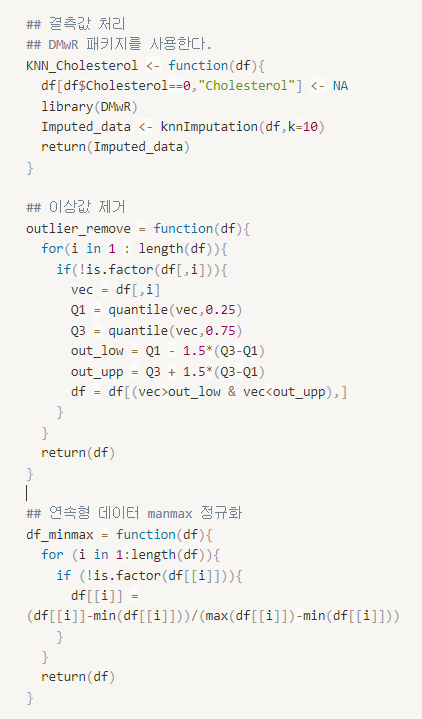 ## 결측값 처리
## DMwR 패키지를 사용한다.
KNN_Cholesterol <- function(df){
  df[df$Cholesterol==0,"Cholesterol"] <- NA
  library(DMwR)
  Imputed_data <- knnImputation(df,k=10)
  return(Imputed_data)
}

## 이상값 제거
outlier_remove = function(df){
  for(i in 1 : length(df)){
    if(!is.factor(df[,i])){
      vec = df[,i]
      Q1 = quantile(vec,0.25)
      Q3 = quantile(vec,0.75)
      out_low = Q1 - 1.5*(Q3-Q1)
      out_upp = Q3 + 1.5*(Q3-Q1)
      df = df[(vec>out_low & vec<out_upp),]
    }
  }
  return(df)
}

## 연속형 데이터 manmax 정규화
df_minmax = function(df){
  for (i in 1:length(df)){
    if (!is.factor(df[[i]])){
      df[[i]] =
(df[[i]]-min(df[[i]]))/(max(df[[i]])-min(df[[i]]))
    }
  }
  return(df)
}